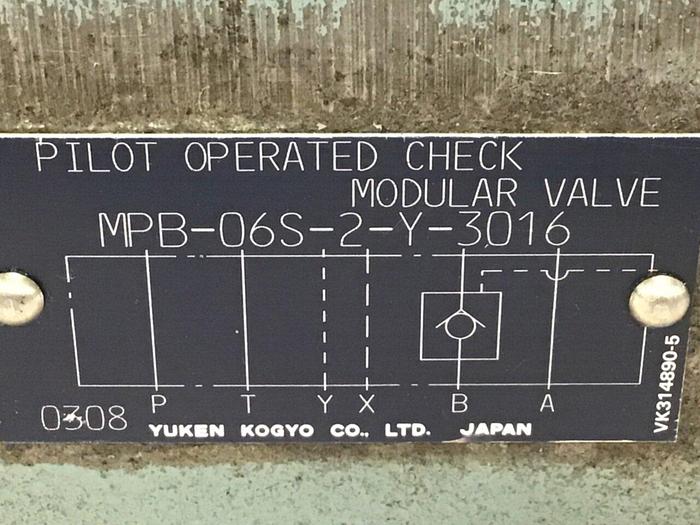 PILOT OPERATED CHECK
MODULAR VALVE
MPB-06S-2-Y-3016
P T Y X B A
0308
YUKEN KOGYO CO., LTD. JAPAN
VK314890-5